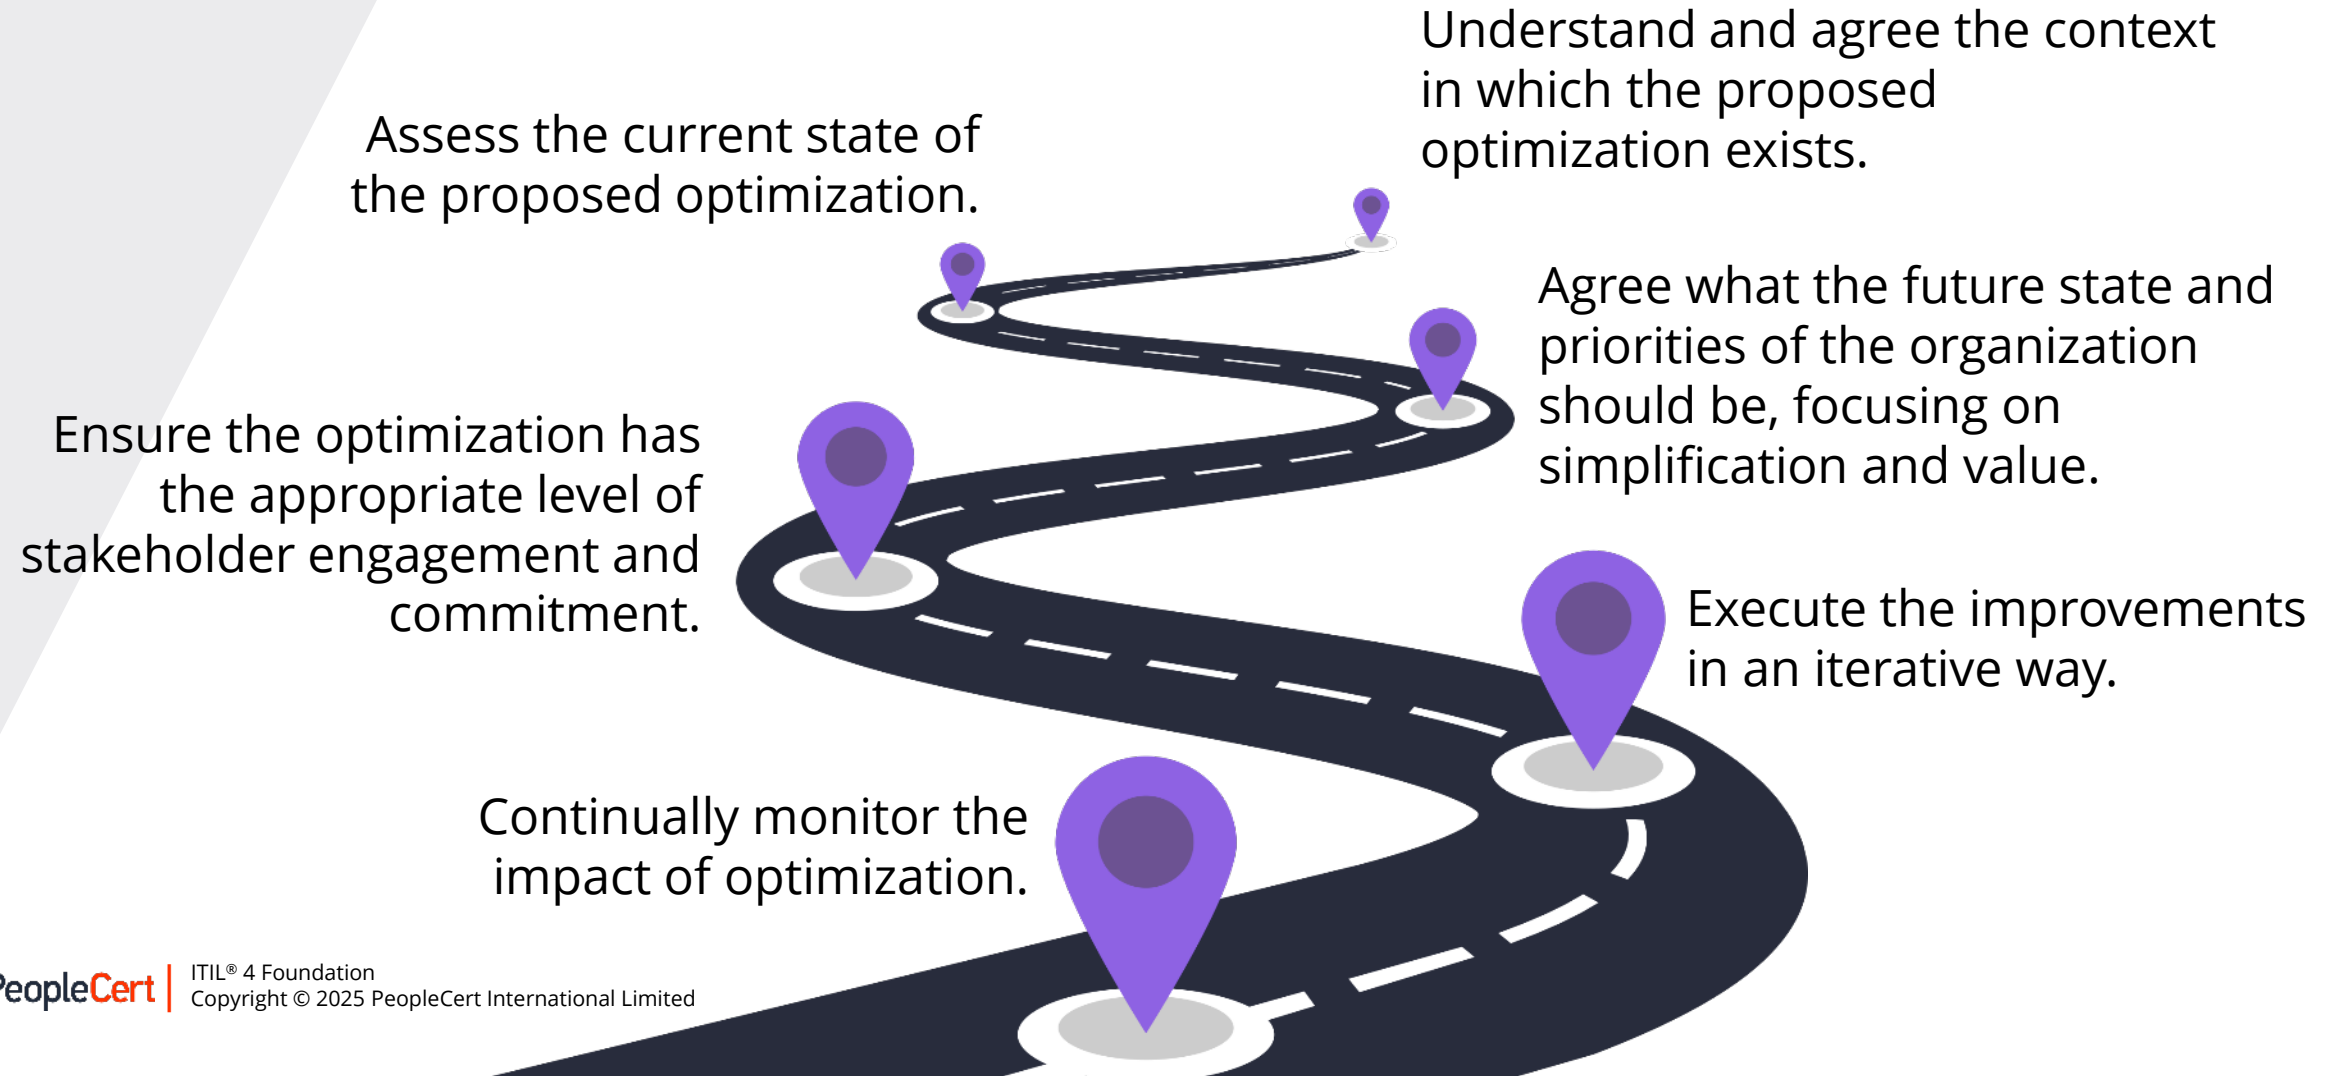 Understand and agree the context
in which the proposed
optimization exists.
Assess the current state of
the proposed optimization.
Agree what the future state and
priorities of the organization
should be, focusing on
simplification and value.
Ensure the optimization has
the appropriate level of
stakeholder engagement and
commitment.
Execute the improvements
in an iterative way.
Continually monitor the
impact of optimization.
PeopleCert
ITIL® 4 Foundation
Copyright © 2025 PeopleCert International Limited